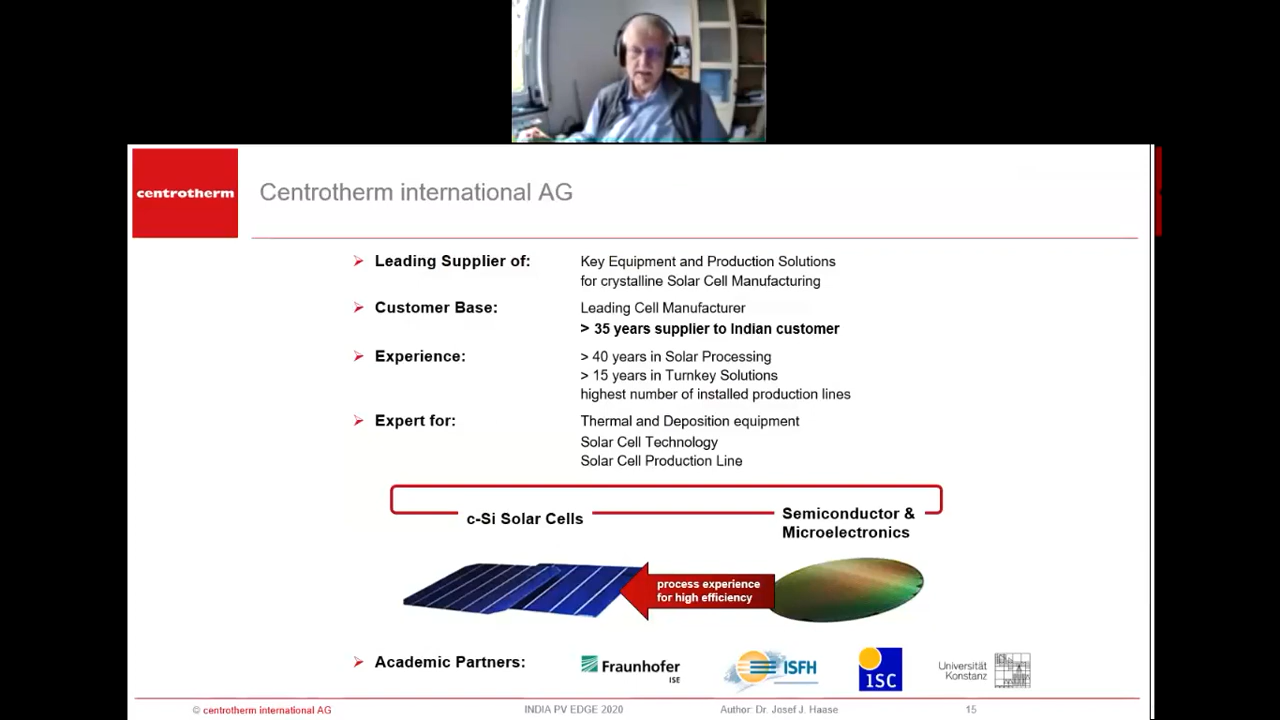 centrotherm
Centrotherm international AG
Leading Supplier of:
Key Equipment and Production Solutions
for crystalline Solar Cell Manufacturing
Customer Base:
Leading Cell Manufacturer
> 35 years supplier to Indian customer
Experience:
> 40 years in Solar Processing
> 15 years in Turnkey Solutions
highest number of installed production lines
Expert for:
Thermal and Deposition equipment
Solar Cell Technology
Solar Cell Production Line
c-Si Solar Cells
Semiconductor &
Microelectronics
process experience
for high efficiency
Academic Partners:
Fraunhofer
ISE
ISFH
ISC
Universität
Konstanz
© centrotherm international AG
INDIA PV EDGE 2020
Author: Dr. Josef J. Haase
15